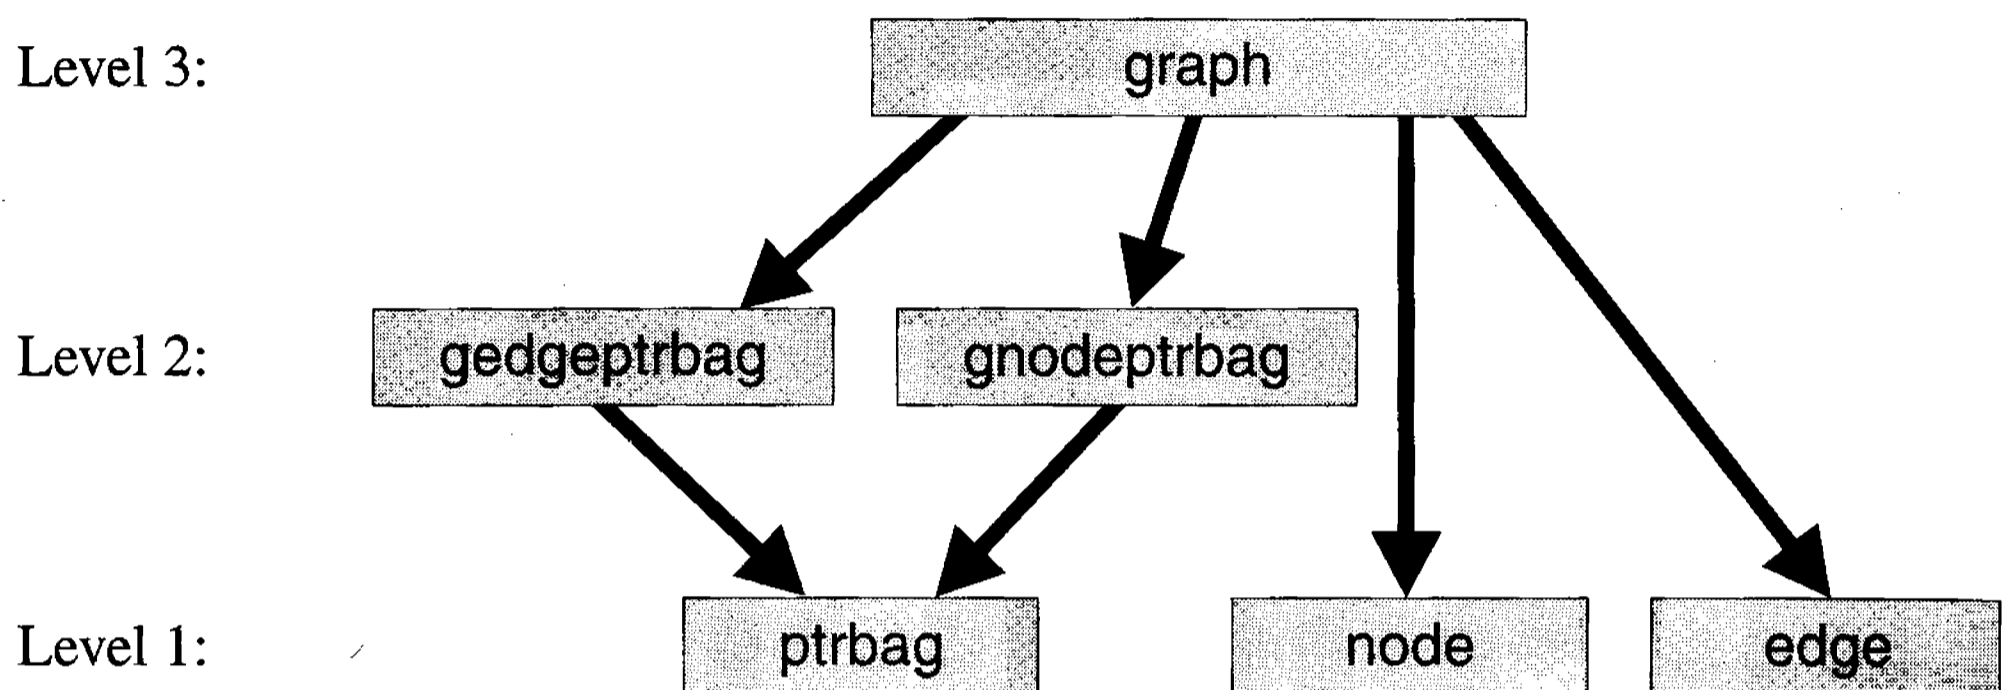 Level 3: graph
Level 2: gedgeptrbag gnodeptrbag
Level 1: ptrbag node edge